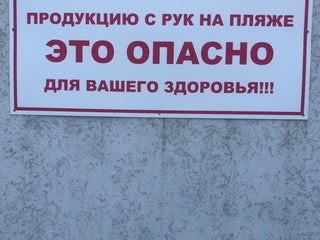 ПРОДУКЦИЮ С РУК НА ПЛЯЖЕ
ЭТО ОПАСНО
ДЛЯ ВАШЕГО ЗДОРОВЬЯ!!!